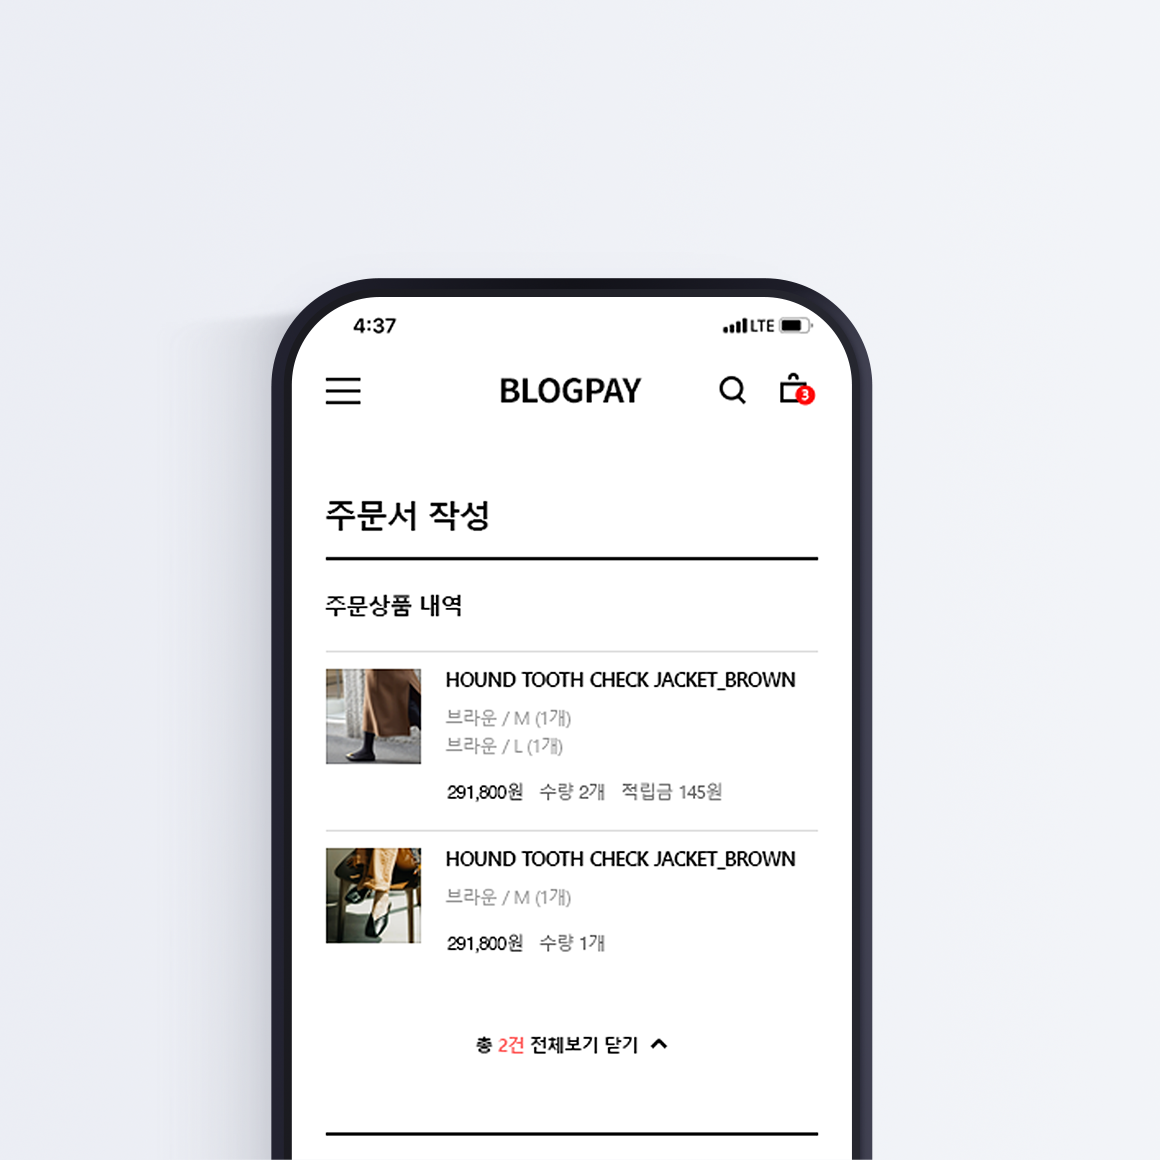 4:37 LTE
BLOGPAY 3
주문서 작성
주문상품 내역
HOUND TOOTH CHECK JACKET_BROWN
브라운 / M (1개)
브라운 / L (1개)
291,800원 수량 2개 적립금 145원
HOUND TOOTH CHECK JACKET_BROWN
브라운 / M (1개)
291,800원 수량 1개
총 2건 전체보기 닫기